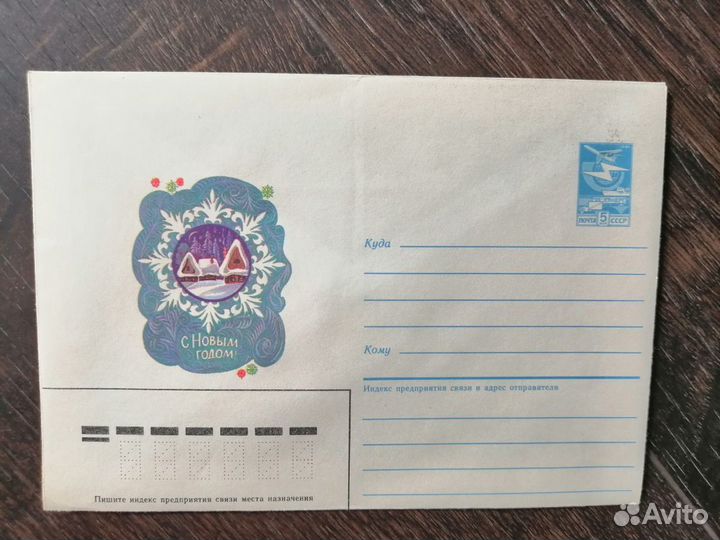 ПОЧТА 5 СССР
Куда
С Новым
годом!
Кому
Индекс предприятия связи и адрес отправителя
Пишите индекс предприятия связи места назначения
Avito